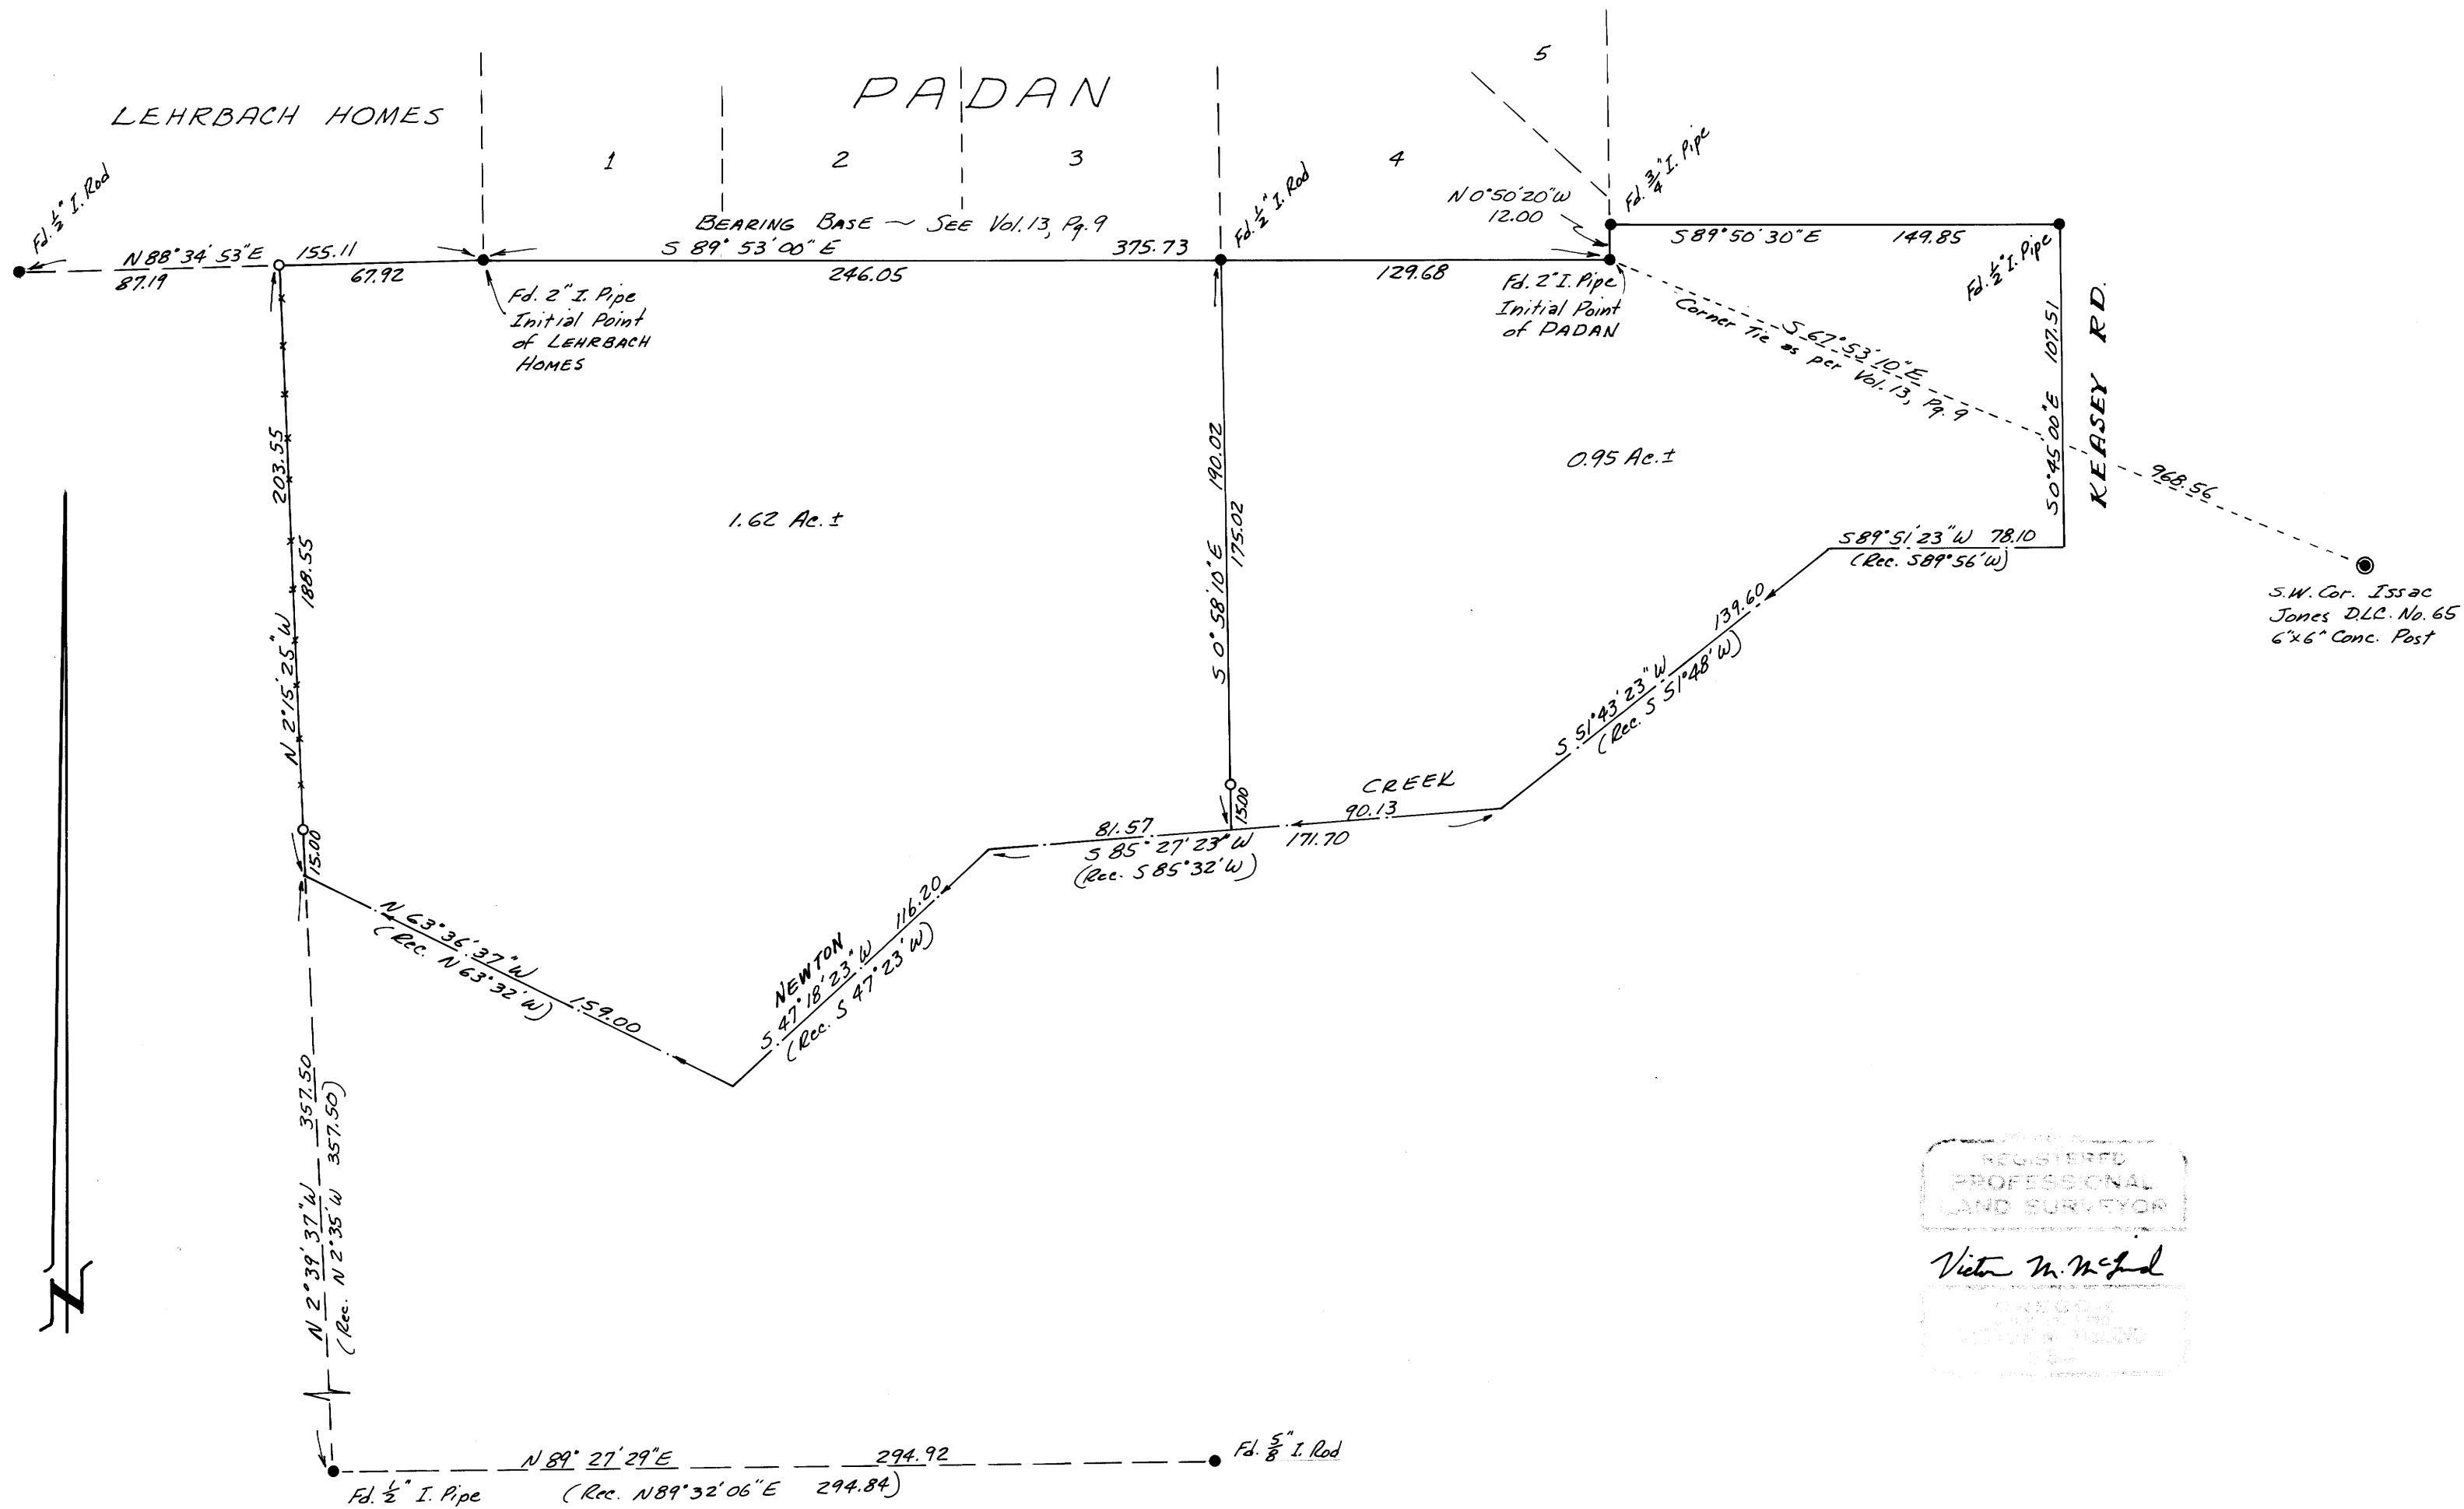 LEHRBACH HOMES
PADAN
1
2
3
4
5
Fd. 1/2" I. Rod
N 88° 34' 53" E 155.11
87.19
67.92
BEARING BASE ~ SEE Vol. 13, Pg. 9
S 89° 53' 00" E 375.73
246.05
Fd. 2" I. Pipe
Initial Point
of LEHRBACH
HOMES
Fd. 1/2" I. Rod
129.68
N 0° 50' 20" W
12.00
Fd. 3/4" I. Pipe
Fd. 2" I. Pipe
Initial Point
of PADAN
S 89° 50' 30" E 149.85
Fd. 1/2" I. Pipe
S 67° 53' 10" E
Corner Tie as per Vol. 13, Pg. 9
968.56
S 0° 45' 00" E 107.51
KEASEY RD.
S.W. Cor. Issac
Jones D.L.C. No. 65
6"x6" Conc. Post
203.55
188.55
N 2° 15' 25" W
15.00
1.62 Ac. ±
190.02
175.02
S 0° 58' 10" E
15.00
0.95 Ac. ±
S 89° 51' 23" W 78.10
(Rec. S 89° 56' W)
139.60
S 51° 43' 23" W
(Rec. S 51° 48' W)
CREEK
90.13
81.57
S 85° 27' 23" W 171.70
(Rec. S 85° 32' W)
116.20
NEWTON
S 47° 18' 23" W
(Rec. S 47° 23' W)
N 63° 36' 37" W 159.00
(Rec. N 63° 32' W)
N 2° 39' 37" W 357.50
(Rec. N 2° 35' W 357.50)
N
Fd. 1/2" I. Pipe
N 89° 27' 29" E 294.92
(Rec. N 89° 32' 06" E 294.84)
Fd. 5/8" I. Rod
REGISTERED
PROFESSIONAL
LAND SURVEYOR
Victor M.
OREGON